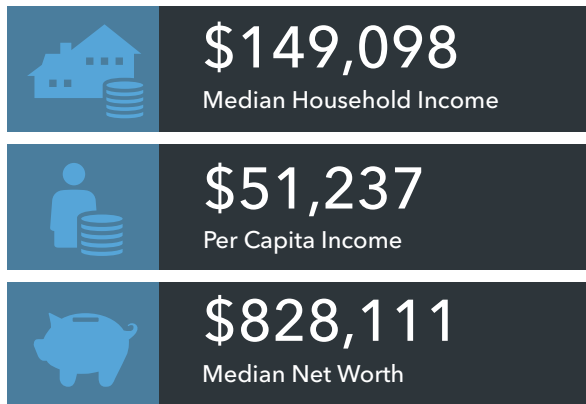 $149,098
Median Household Income
$51,237
Per Capita Income
$828,111
Median Net Worth